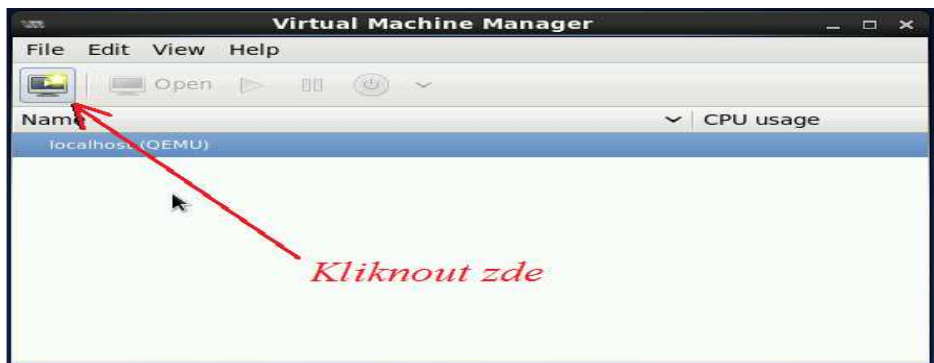 Virtual Machine Manager
File Edit View Help
Open
Name CPU usage
localhost (QEMU)
Kliknout zde